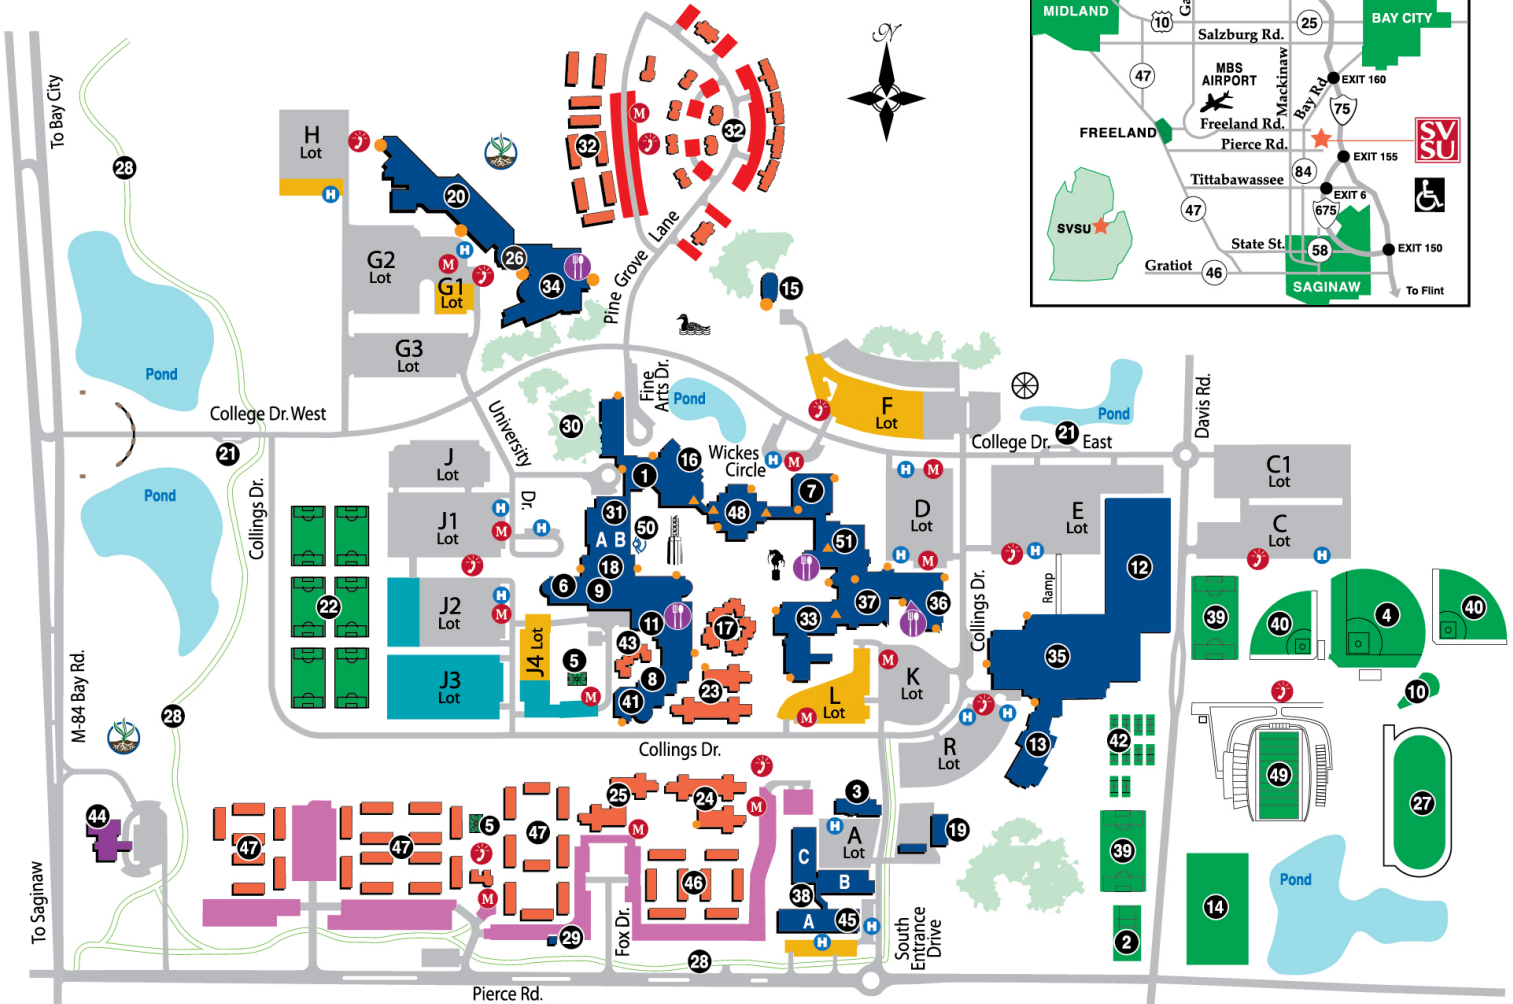 MIDLAND
10
Ga
25
BAY CITY
Salzburg Rd.
47
MBS
AIRPORT
Mackinaw
Bay Rd.
EXIT 160
75
FREELAND
Freeland Rd.
Pierce Rd.
SV
SU
EXIT 155
84
Tittabawassee
EXIT 6
47
675
SVSU
State St.
58
EXIT 150
Gratiot
46
SAGINAW
To Flint
N
To Bay City
28
H
Lot
H
20
H
M
26
34
G2
Lot
G1
Lot
G3
Lot
32
M
32
Pine Grove Lane
15
Pond
College Dr. West
21
Pond
University
Dr.
Fine
Arts Dr.
Pond
30
Wickes
Circle
H
M
F
Lot
College Dr.
21
East
Pond
Davis Rd.
J
Lot
J1
Lot
H
M
H
J2
Lot
H
M
J3
Lot
J4 Lot
Collings Dr.
22
1
16
31
A B
50
18
6
9
11
43
5
M
8
41
17
23
48
7
51
37
36
33
H
M
D
Lot
H
M
E
Lot
H
Ramp
12
C1
Lot
C
Lot
H
M
K
Lot
L
Lot
M
Collings Dr.
35
H
H
R
Lot
13
39
40
4
40
10
42
49
27
39
14
2
Pond
M-84 Bay Rd.
28
Collings Dr.
44
47
47
5
M
47
25
24
M
M
46
29
Fox Dr.
28
3
H
A
Lot
19
C
B
38
A
45
H
H
South
Entrance
Drive
To Saginaw
Pierce Rd.